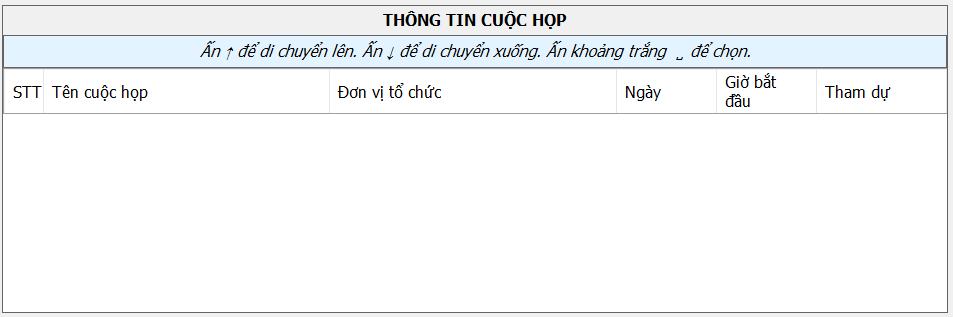 THÔNG TIN CUỘC HỌP
Ấn ↑ để di chuyển lên. Ấn ↓ để di chuyển xuống. Ấn khoảng trắng ␣ để chọn.
STT Tên cuộc họp Đơn vị tổ chức Ngày Giờ bắt đầu Tham dự